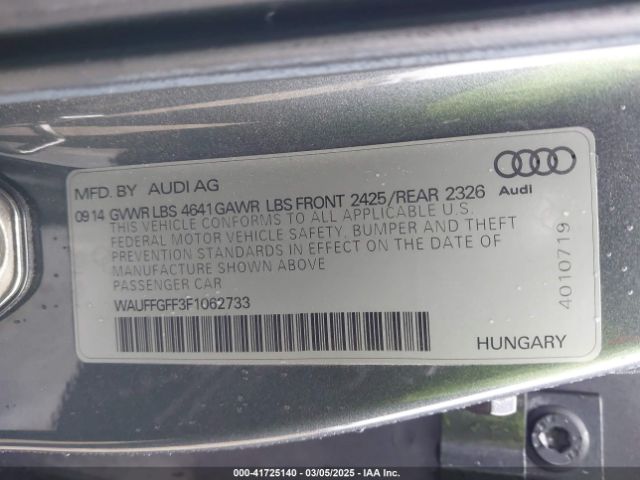 MFD. BY AUDI AG
09 14 GVWR LBS 4641 GAWR LBS FRONT 2425/REAR 2326
THIS VEHICLE CONFORMS TO ALL APPLICABLE U.S.
FEDERAL MOTOR VEHICLE SAFETY, BUMPER AND THEFT
PREVENTION STANDARDS IN EFFECT ON THE DATE OF
MANUFACTURE SHOWN ABOVE
PASSENGER CAR
WAUFFGFF3F1062733
Audi
4010719
HUNGARY
000-41725140 - 03/05/2025 - IAA Inc.